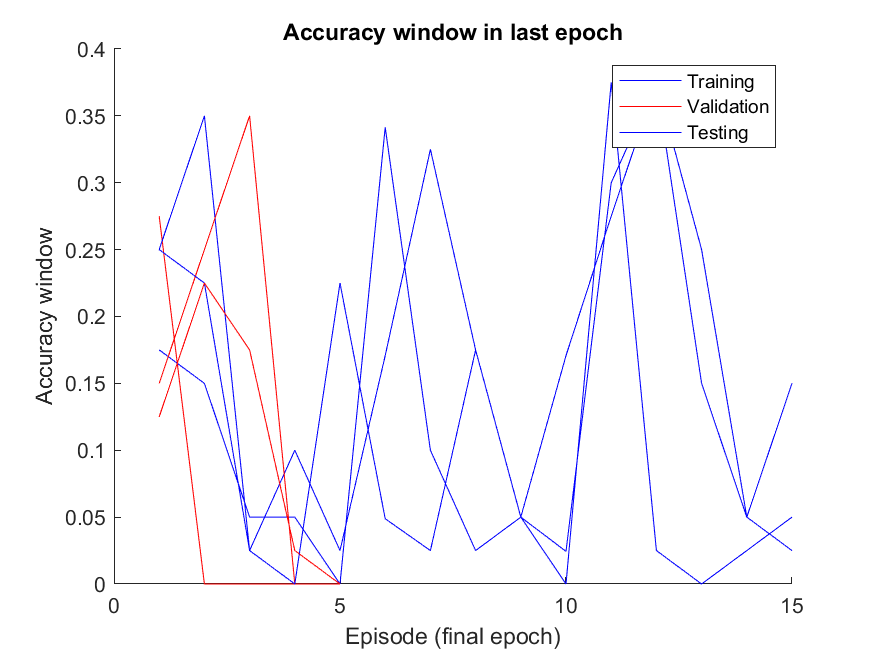 Accuracy window in last epoch
0.4
0.35
0.3
0.25
0.2
0.15
0.1
0.05
0
Accuracy window
Training
Validation
Testing
0
5
10
15
Episode (final epoch)